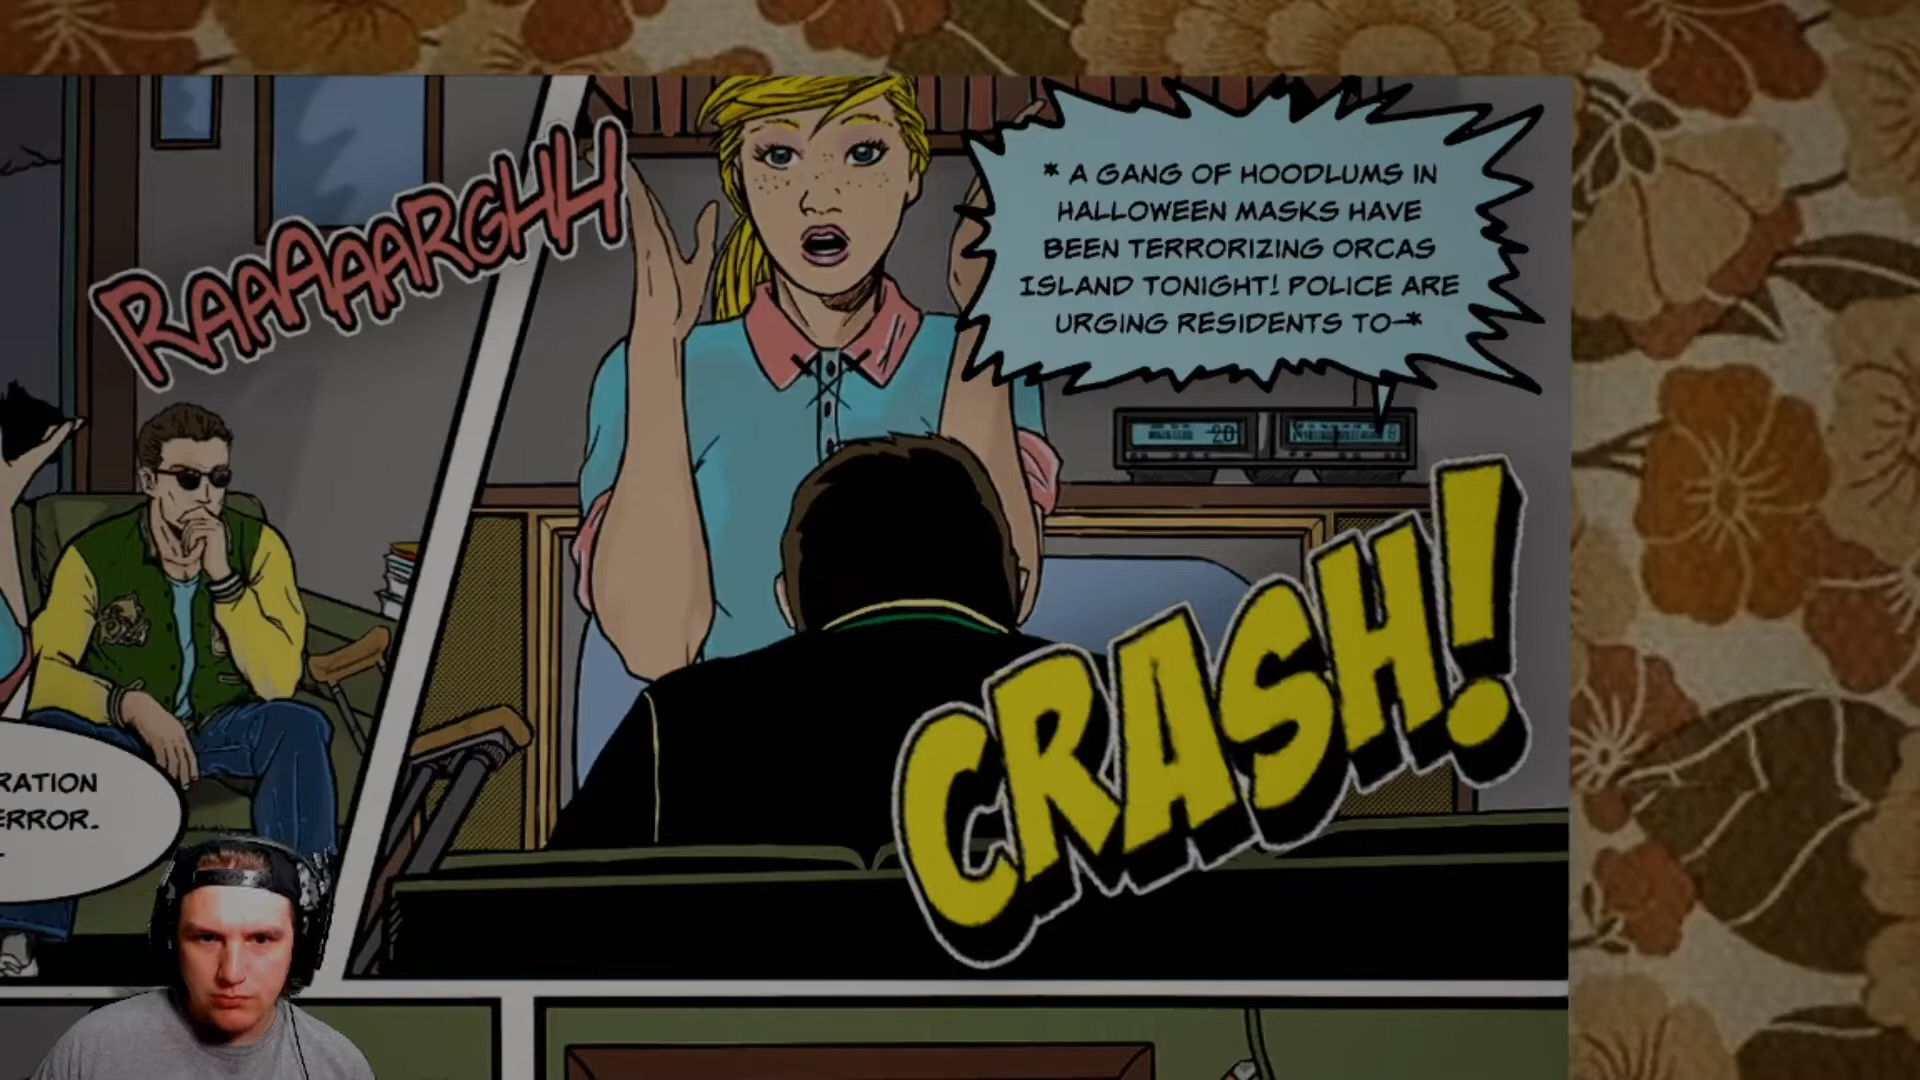 RAAAAARGHH
* A GANG OF HOODLUMS IN
HALLOWEEN MASKS HAVE
BEEN TERRORIZING ORCAS
ISLAND TONIGHT! POLICE ARE
URGING RESIDENTS TO-*
20
CRASH!
RATION
ERROR.